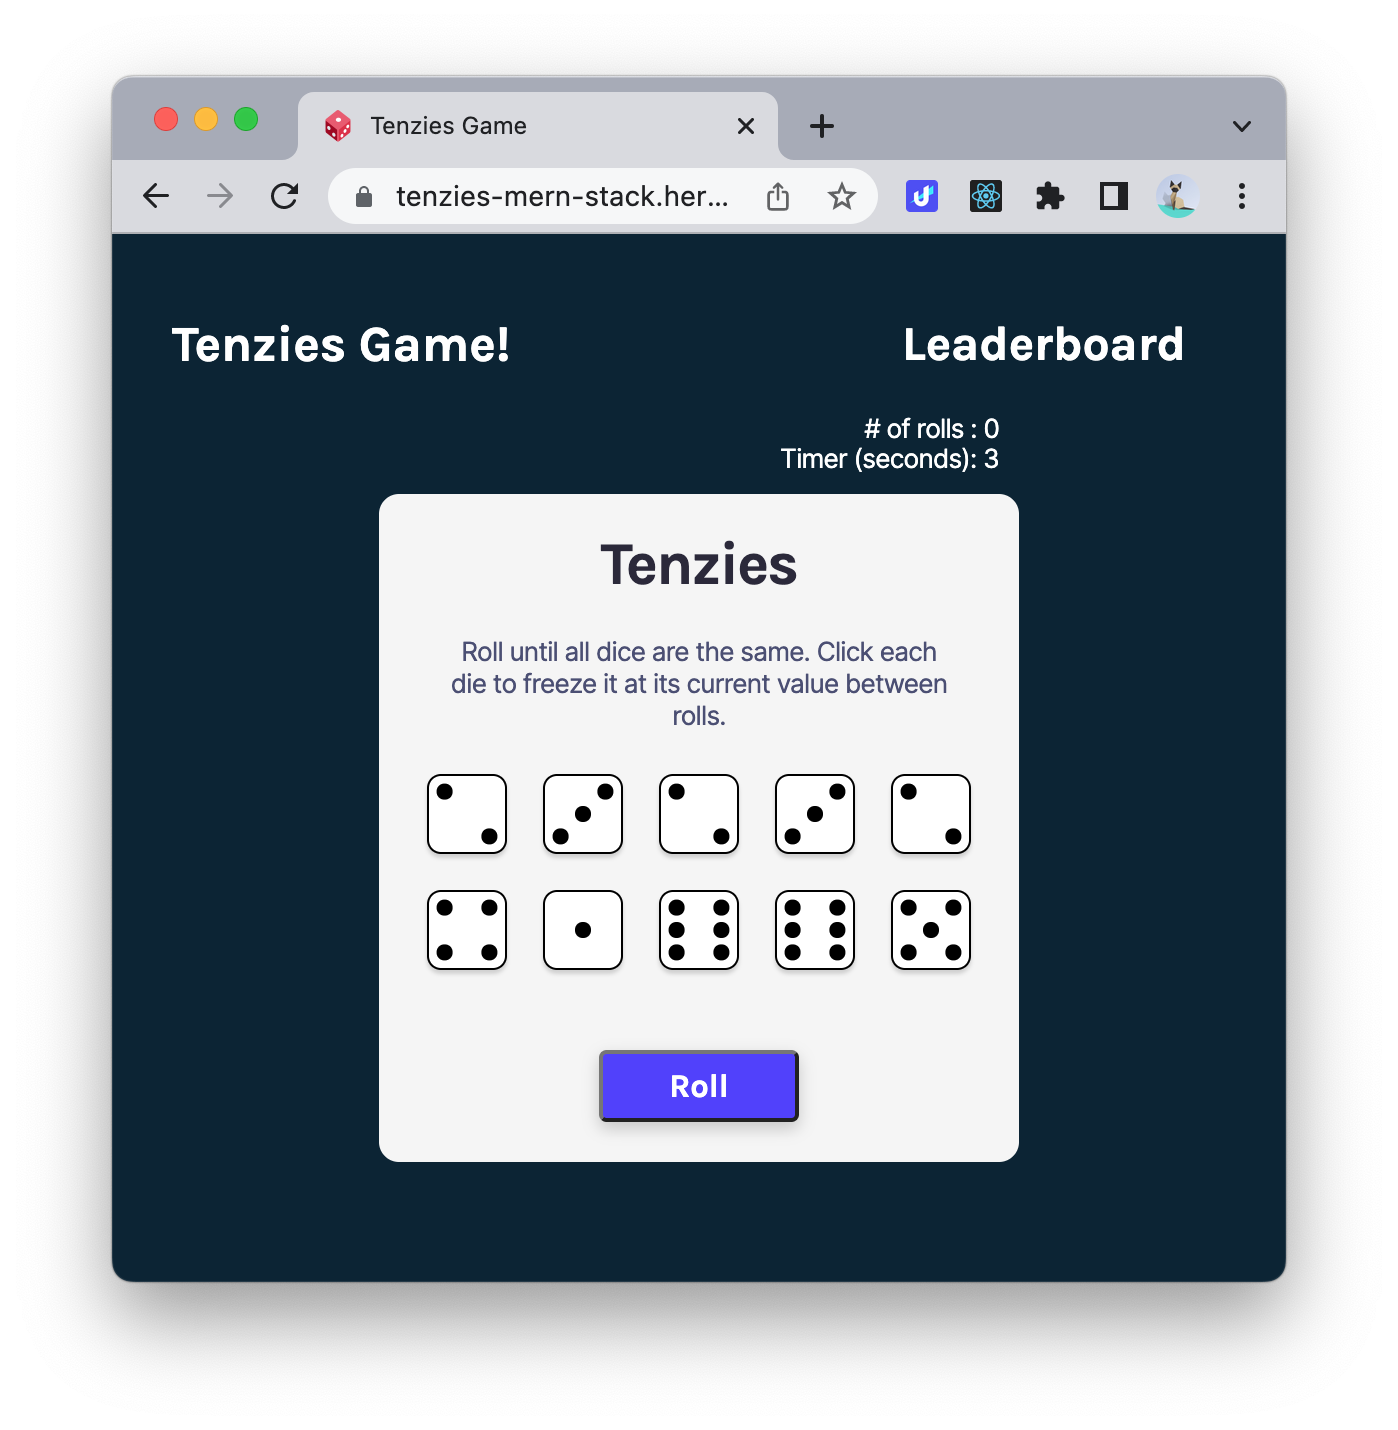 Tenzies Game
tenzies-mern-stack.her...
Tenzies Game!
Leaderboard
# of rolls : 0
Timer (seconds): 3
Tenzies
Roll until all dice are the same. Click each
die to freeze it at its current value between
rolls.
Roll